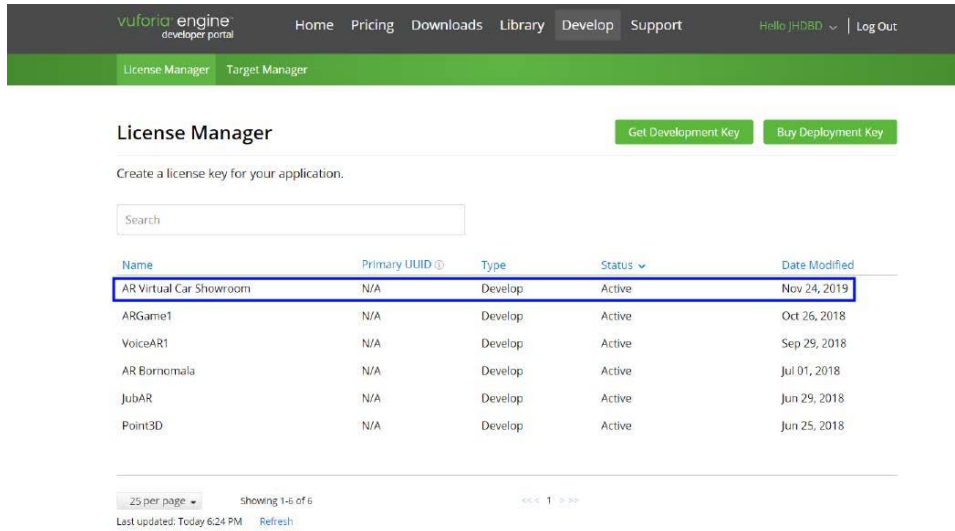 vuforia engine
developer portal
Home Pricing Downloads Library Develop Support Hello JHDBD Log Out
License Manager Target Manager
License Manager Get Development Key Buy Deployment Key
Create a license key for your application.
Search
Name Primary UUID Type Status Date Modified
AR Virtual Car Showroom N/A Develop Active Nov 24, 2019
ARGame1 N/A Develop Active Oct 26, 2018
VoiceAR1 N/A Develop Active Sep 29, 2018
AR Bornomala N/A Develop Active Jul 01, 2018
JubAR N/A Develop Active Jun 29, 2018
Point3D N/A Develop Active Jun 25, 2018
25 per page Showing 1-6 of 6 <<< 1 > >>
Last updated: Today 6:24 PM Refresh